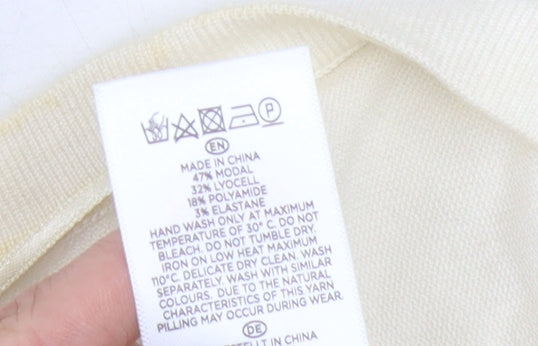 P
EN
MADE IN CHINA
47% MODAL
32% LYOCELL
18% POLYAMIDE
3% ELASTANE
HAND WASH ONLY AT MAXIMUM
TEMPERATURE OF 30° C. DO NOT
BLEACH. DO NOT TUMBLE DRY.
IRON ON LOW HEAT MAXIMUM
110°C. DELICATE DRY CLEAN. WASH
SEPARATELY. WASH WITH SIMILAR
COLOURS. DUE TO THE NATURAL
CHARACTERISTICS OF THIS YARN
PILLING MAY OCCUR DURING WEAR.
DE
IN CHINA